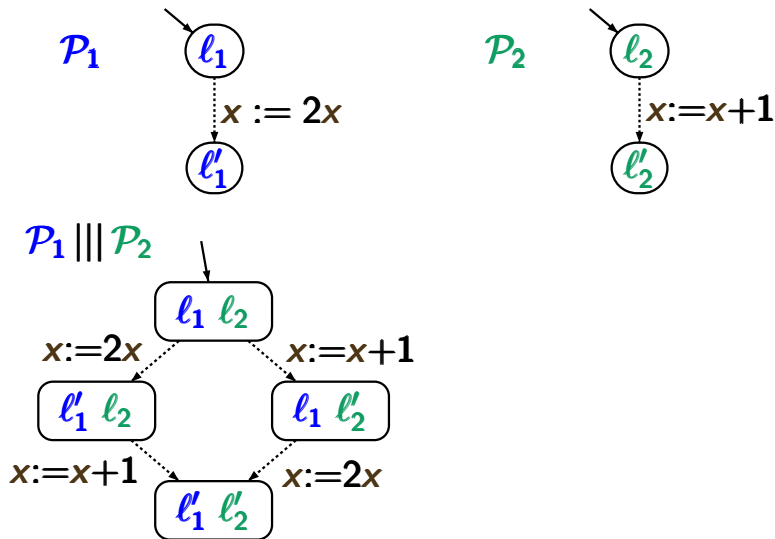 𝒫₁ ℓ₁ 𝒫₂ ℓ₂
x := 2x x:=x+1
ℓ′₁ ℓ′₂
𝒫₁ ||| 𝒫₂
ℓ₁ ℓ₂
x:=2x x:=x+1
ℓ′₁ ℓ₂ ℓ₁ ℓ′₂
x:=x+1 x:=2x
ℓ′₁ ℓ′₂